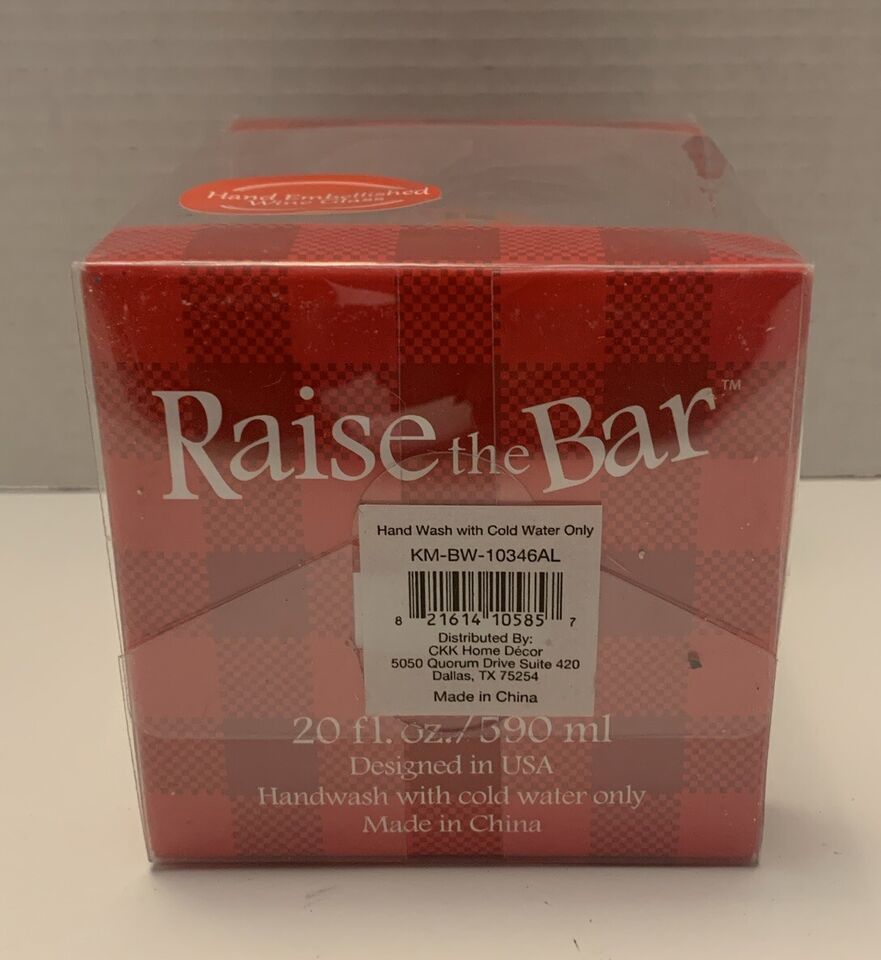 Hand Embellished
Wine Glass
Raise the Bar™
Hand Wash with Cold Water Only
KM-BW-10346AL
8 21614 10585 7
Distributed By:
CKK Home Décor
5050 Quorum Drive Suite 420
Dallas, TX 75254
Made in China
20 fl. oz./590 ml
Designed in USA
Handwash with cold water only
Made in China